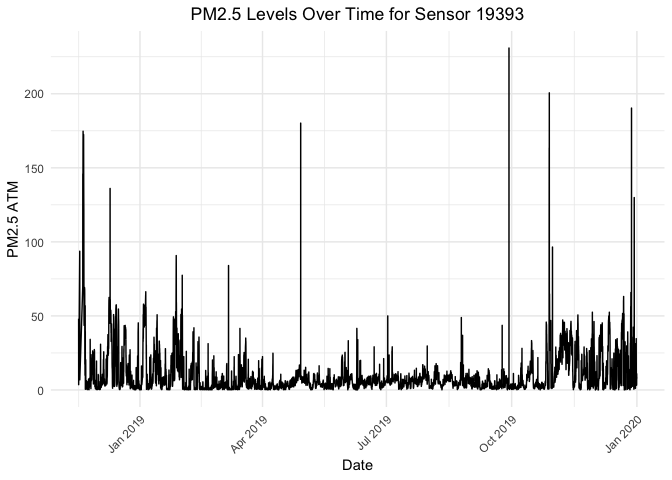 PM2.5 Levels Over Time for Sensor 19393
PM2.5 ATM
200
150
100
50
0
Jan 2019
Apr 2019
Jul 2019
Oct 2019
Jan 2020
Date